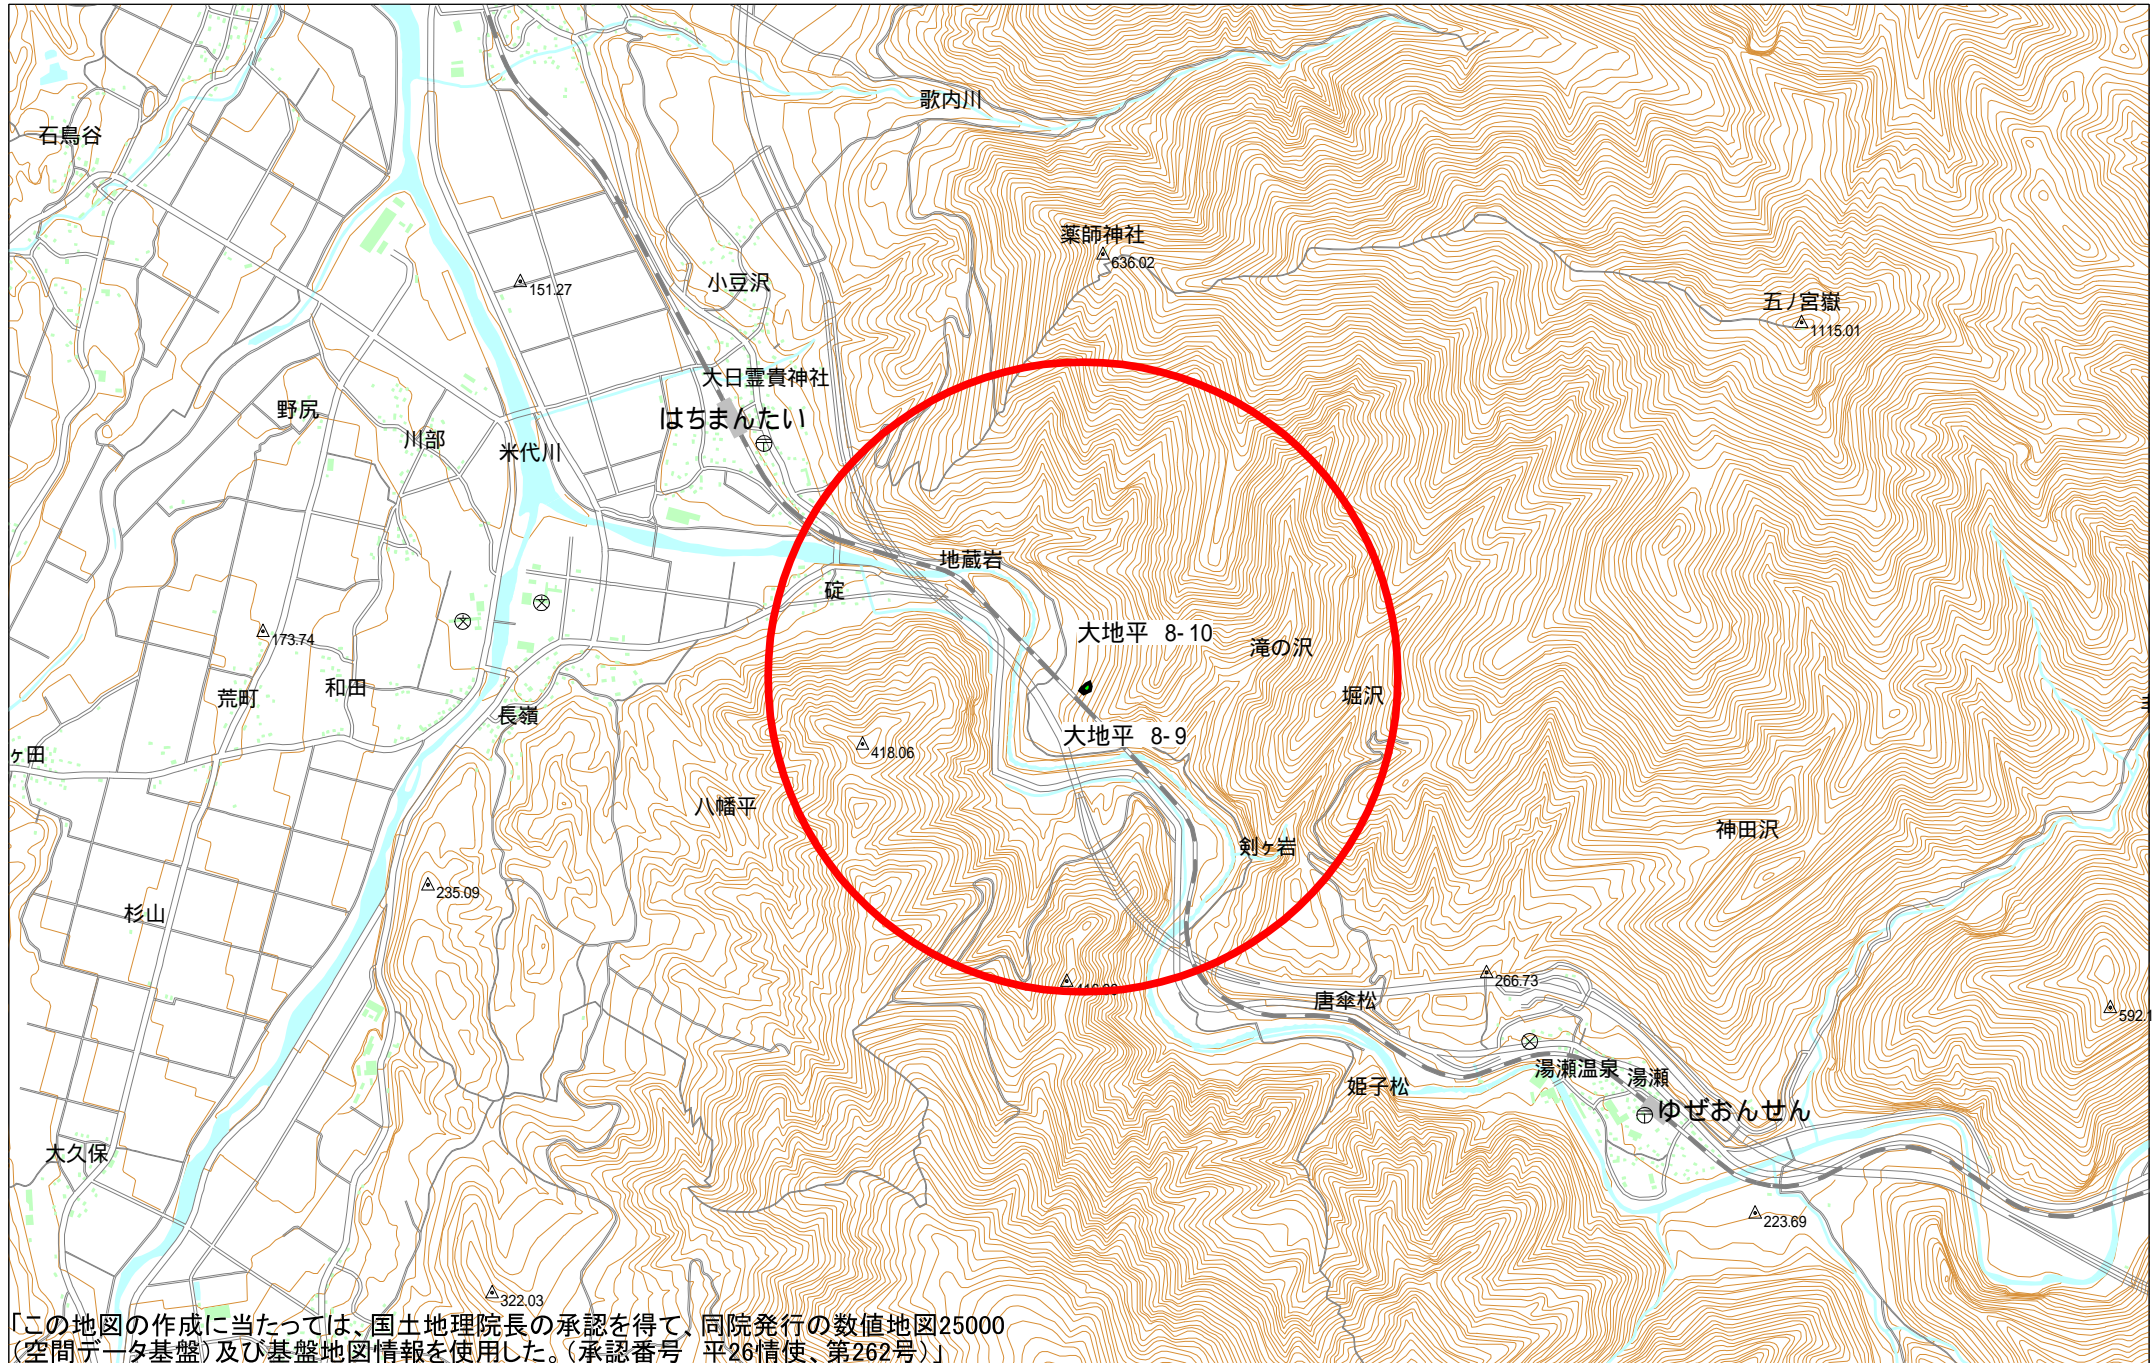 歌内川
石鳥谷
薬師神社
636.02
小豆沢
151.27
五ノ宮嶽
1115.01
大日霊貴神社
はちまんたい
野尻
川部
米代川
地蔵岩
碇
大地平 8-10
滝の沢
173.74
和田
荒町
堀沢
長嶺
大地平 8-9
418.06
ヶ田
八幡平
神田沢
剣ヶ岩
235.09
杉山
266.73
唐傘松
592.1
湯瀬温泉
湯瀬
姫子松
ゆぜおんせん
大久保
223.69
322.03
「この地図の作成に当たっては、国土地理院長の承認を得て、同院発行の数値地図25000
(空間データ基盤)及び基盤地図情報を使用した。(承認番号 平26情使、第262号)」